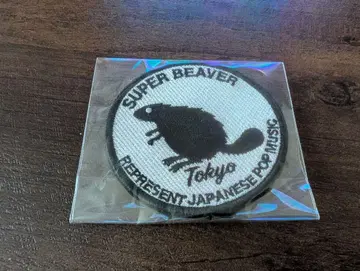 SUPER BEAVER
Tokyo
REPRESENT JAPANESE POP MUSIC